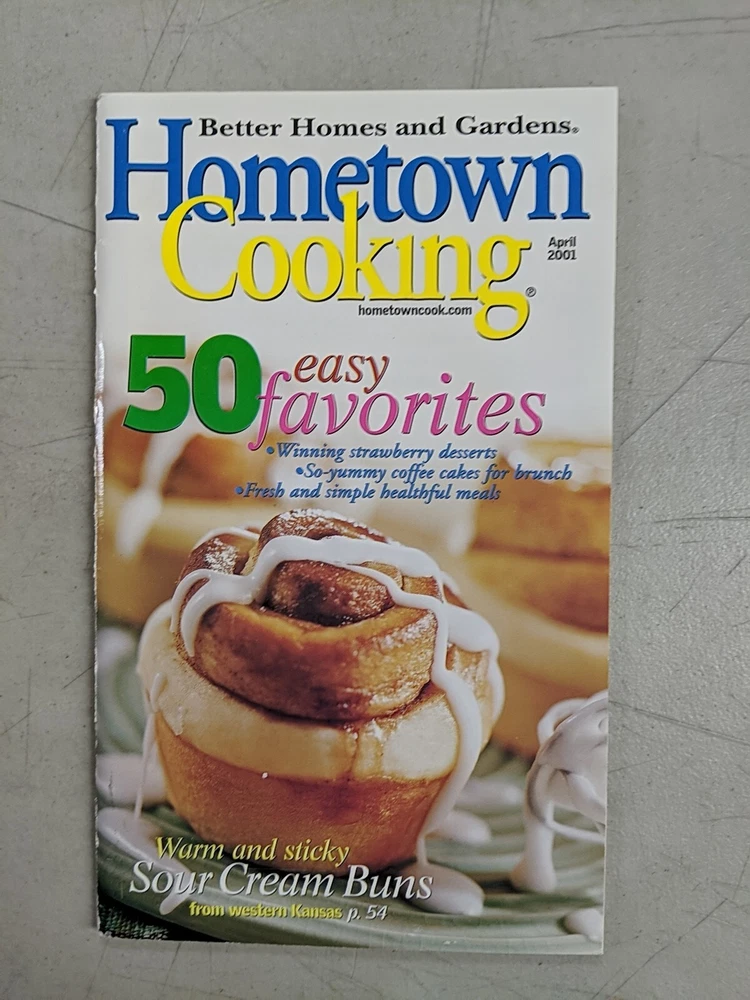 Better Homes and Gardens®
Hometown
Cooking®
April
2001
hometowncook.com
50 easy
favorites
•Winning strawberry desserts
•So-yummy coffee cakes for brunch
•Fresh and simple healthful meals
Warm and sticky
Sour Cream Buns
from western Kansas p. 54